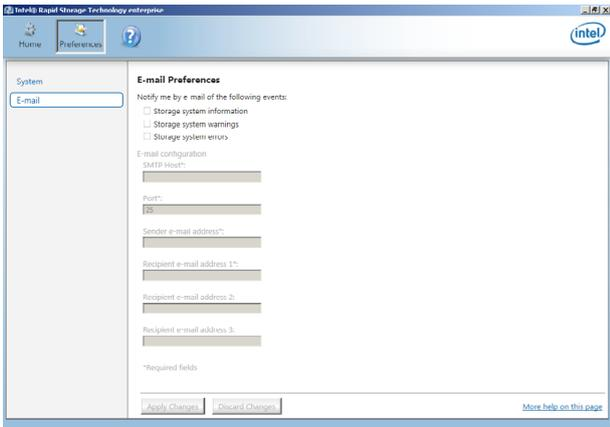 Intel® Rapid Storage Technology enterprise
Home
Preferences
?
intel
System
E-mail
E-mail Preferences
Notify me by e-mail of the following events:
Storage system information
Storage system warnings
Storage system errors
E-mail configuration
SMTP Host*:
Port*:
25
Sender e-mail address*:
Recipient e-mail address 1*:
Recipient e-mail address 2:
Recipient e-mail address 3:
*Required fields
Apply Changes
Discard Changes
More help on this page